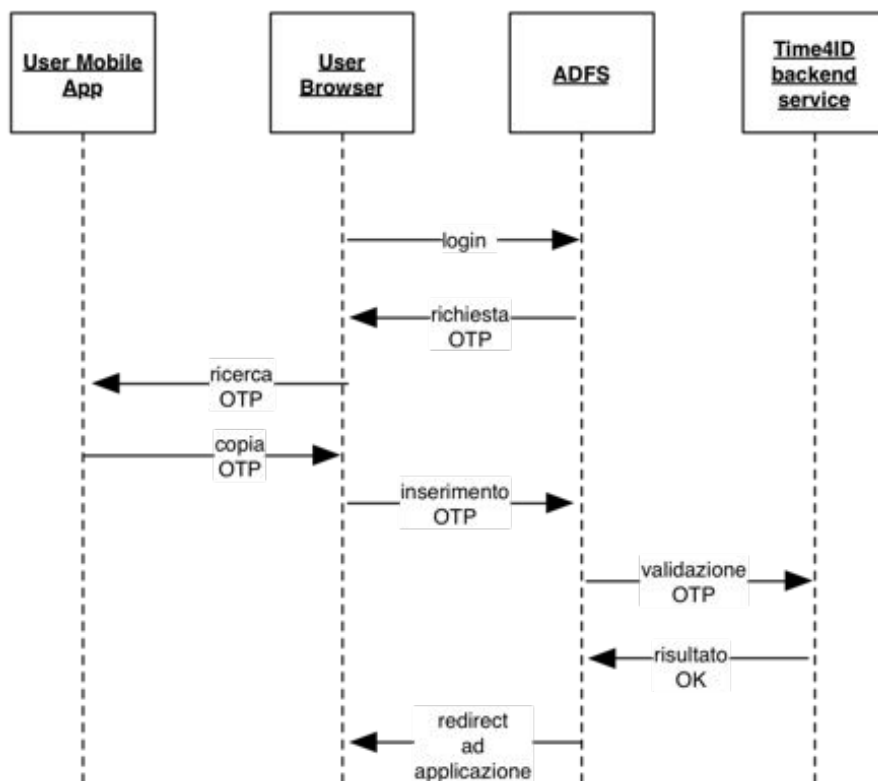 User Mobile
App
User
Browser
ADFS
Time4ID
backend
service
login
richiesta
OTP
ricerca
OTP
copia
OTP
inserimento
OTP
validazione
OTP
risultato
OK
redirect
ad
applicazione